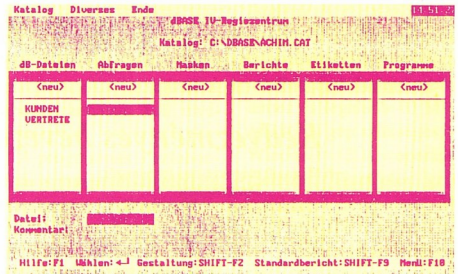 Katalog Diverses Ende
dBASE IV-Regiezentrum
Katalog: C:\DBASE\ACHIM.CAT
dB-Dateien Abfragen Masken Berichte Etiketten Programme
<neu> <neu> <neu> <neu> <neu> <neu>
KUNDEN
VERTRETE
Datei:
Kommentar:
Hilfe:F1 Wählen:↵ Gestaltung:SHIFT-F2 Standardbericht:SHIFT-F9 Menü:F10